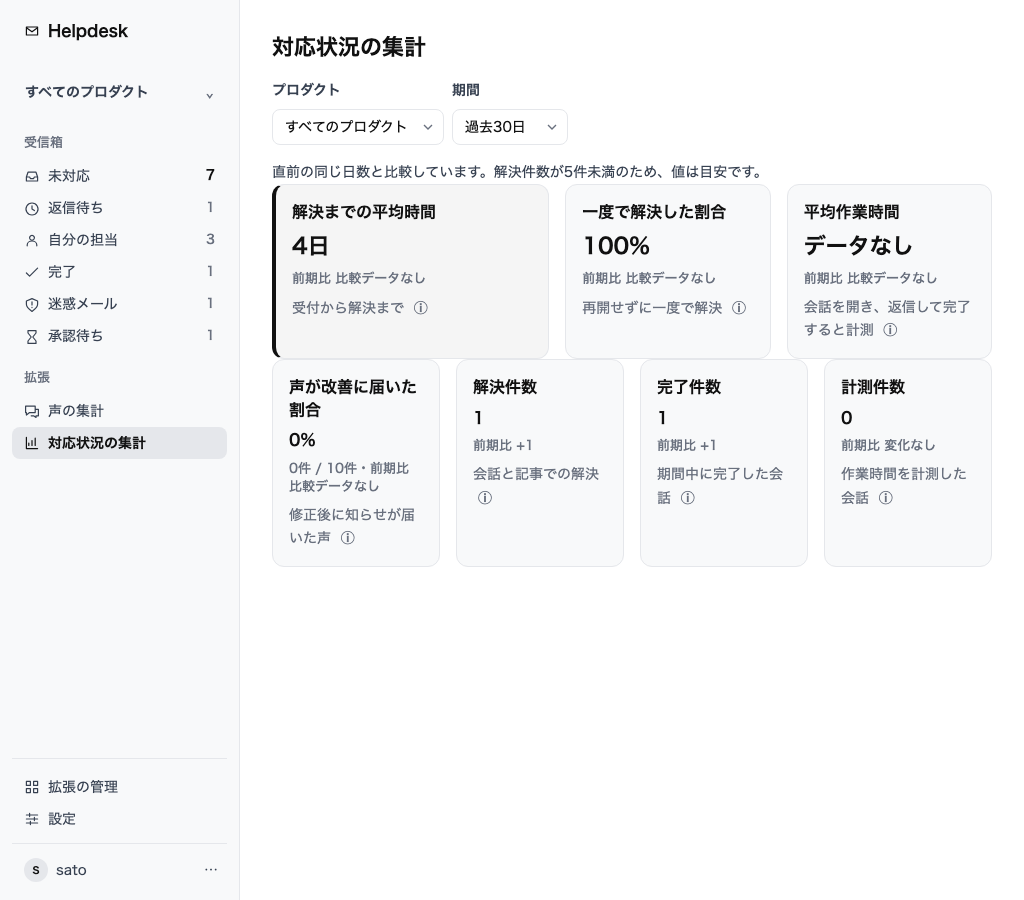 Helpdesk
すべてのプロダクト
受信箱
未対応 7
返信待ち 1
自分の担当 3
完了 1
迷惑メール 1
承認待ち 1
拡張
声の集計
対応状況の集計
拡張の管理
設定
S sato ...
対応状況の集計
プロダクト 期間
すべてのプロダクト 過去30日
直前の同じ日数と比較しています。解決件数が5件未満のため、値は目安です。
解決までの平均時間
4日
前期比 比較データなし
受付から解決まで
一度で解決した割合
100%
前期比 比較データなし
再開せずに一度で解決
平均作業時間
データなし
前期比 比較データなし
会話を開き、返信して完了
すると計測
声が改善に届いた
割合
0%
0件 / 10件・前期比
比較データなし
修正後に知らせが届
いた声
解決件数
1
前期比 +1
会話と記事での解決
完了件数
1
前期比 +1
期間中に完了した会
話
計測件数
0
前期比 変化なし
作業時間を計測した
会話